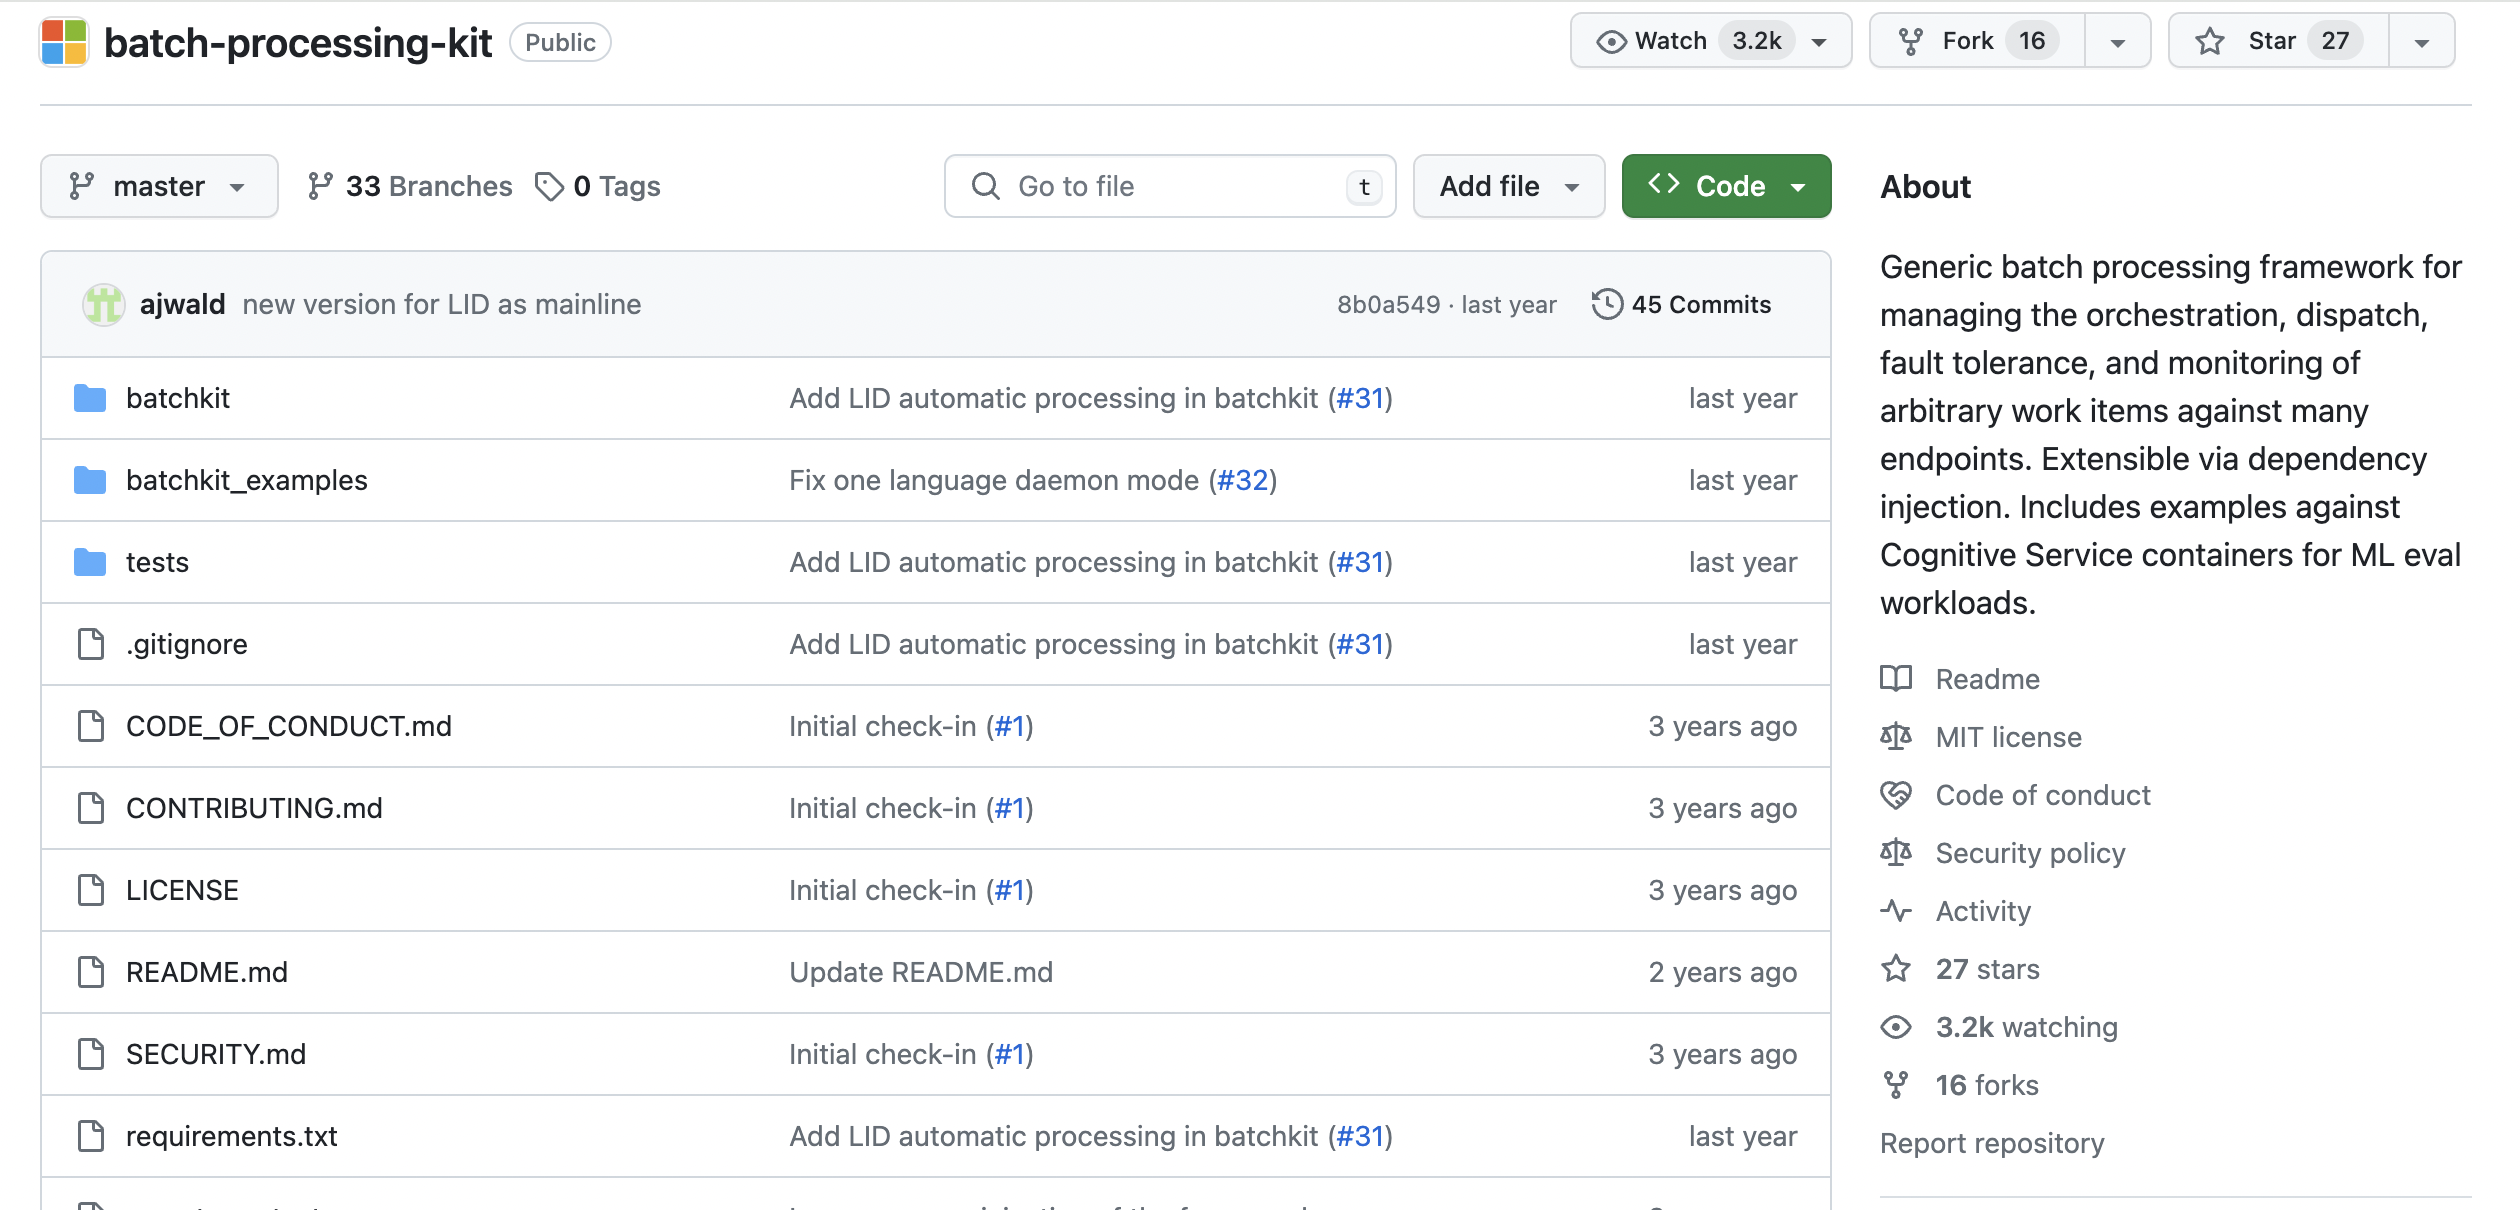 batch-processing-kit Public Watch 3.2k Fork 16 Star 27
master 33 Branches 0 Tags Go to file t Add file Code
ajwald new version for LID as mainline 8b0a549 · last year 45 Commits
batchkit Add LID automatic processing in batchkit (#31) last year
batchkit_examples Fix one language daemon mode (#32) last year
tests Add LID automatic processing in batchkit (#31) last year
.gitignore Add LID automatic processing in batchkit (#31) last year
CODE_OF_CONDUCT.md Initial check-in (#1) 3 years ago
CONTRIBUTING.md Initial check-in (#1) 3 years ago
LICENSE Initial check-in (#1) 3 years ago
README.md Update README.md 2 years ago
SECURITY.md Initial check-in (#1) 3 years ago
requirements.txt Add LID automatic processing in batchkit (#31) last year
About
Generic batch processing framework for
managing the orchestration, dispatch,
fault tolerance, and monitoring of
arbitrary work items against many
endpoints. Extensible via dependency
injection. Includes examples against
Cognitive Service containers for ML eval
workloads.
Readme
MIT license
Code of conduct
Security policy
Activity
27 stars
3.2k watching
16 forks
Report repository